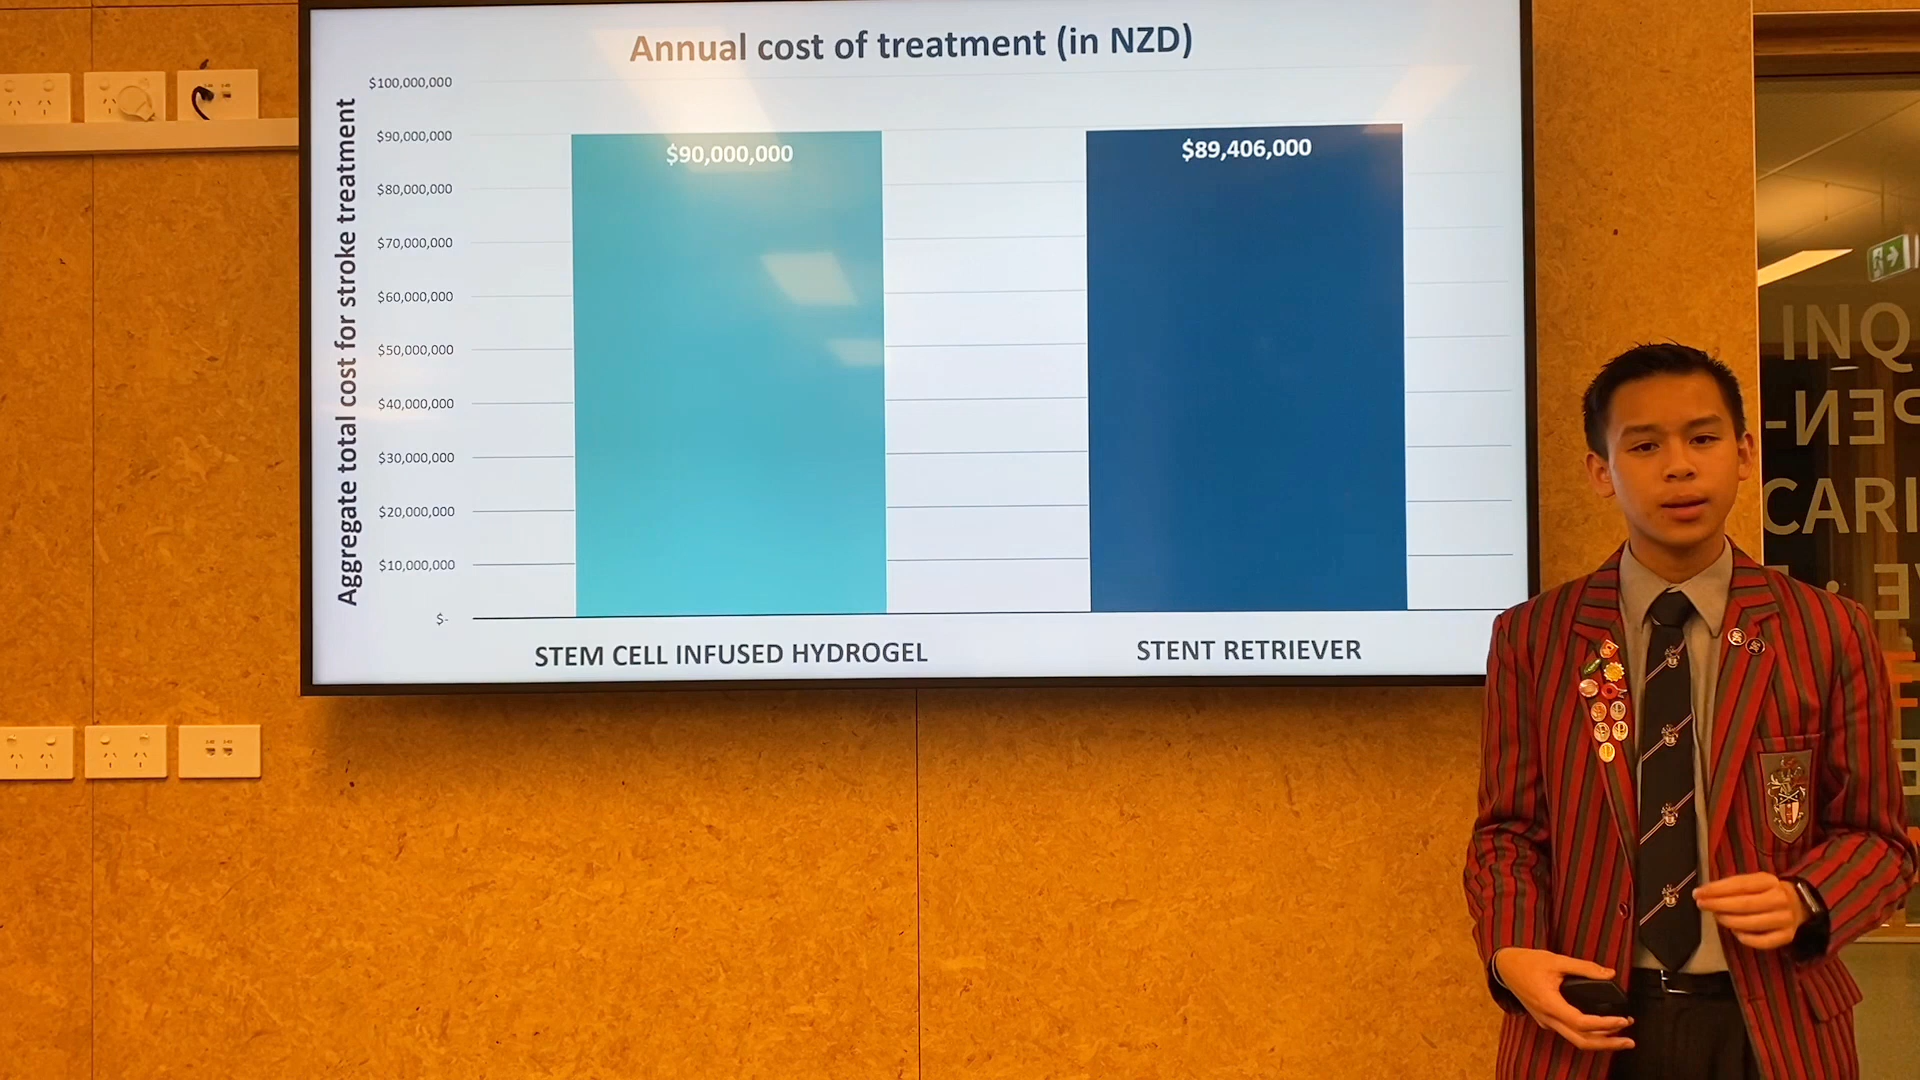 Annual cost of treatment (in NZD)
Aggregate total cost for stroke treatment
$100,000,000
$90,000,000
$80,000,000
$70,000,000
$60,000,000
$50,000,000
$40,000,000
$30,000,000
$20,000,000
$10,000,000
$-
$90,000,000
$89,406,000
STEM CELL INFUSED HYDROGEL
STENT RETRIEVER
INQ
CARI